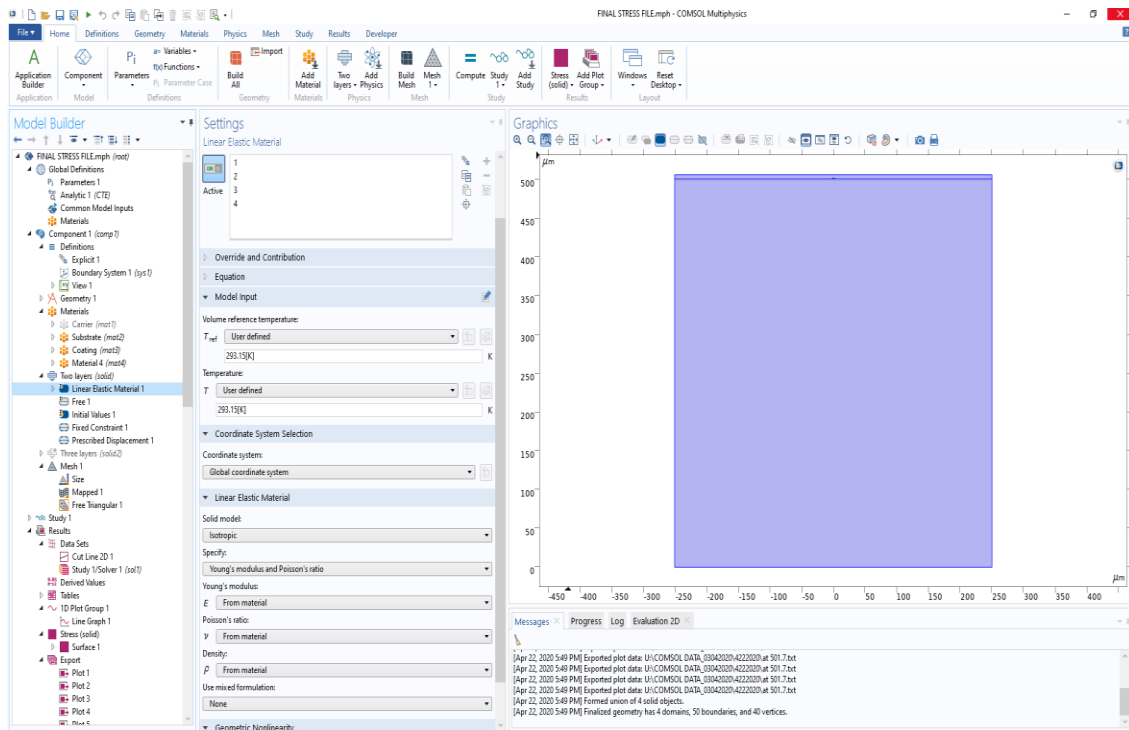 FINAL STRESS FILE.mph - COMSOL Multiphysics
File Home Definitions Geometry Materials Physics Mesh Study Results Developer
A
Application Builder
Component
Pi
Parameters
a= Variables
f(x) Functions
Pi Parameter Case
Build All
Import
Add Material
Two layers
Add Physics
Build Mesh
Mesh 1
Compute
Study 1
Add Study
Stress (solid)
Add Plot Group
Windows
Reset Desktop
Application Model Definitions Geometry Materials Physics Mesh Study Results Layout
Model Builder
FINAL STRESS FILE.mph (root)
Global Definitions
Pi Parameters 1
Analytic 1 (CTE)
Common Model Inputs
Materials
Component 1 (comp1)
Definitions
Explicit 1
Boundary System 1 (sys1)
View 1
Geometry 1
Materials
Carrier (mat1)
Substrate (mat2)
Coating (mat3)
Material 4 (mat4)
Two layers (solid)
Linear Elastic Material 1
Free 1
Initial Values 1
Fixed Constraint 1
Prescribed Displacement 1
Three layers (solid2)
Mesh 1
Size
Mapped 1
Free Triangular 1
Study 1
Results
Data Sets
Cut Line 2D 1
Study 1/Solver 1 (sol1)
Derived Values
Tables
1D Plot Group 1
Line Graph 1
Stress (solid)
Surface 1
Export
Plot 1
Plot 2
Plot 3
Plot 4
Plot 5
Settings
Linear Elastic Material
Active
1
2
3
4
Override and Contribution
Equation
Model Input
Volume reference temperature:
Tref User defined
293.15[K] K
Temperature:
T User defined
293.15[K] K
Coordinate System Selection
Coordinate system:
Global coordinate system
Linear Elastic Material
Solid model:
Isotropic
Specify:
Young's modulus and Poisson's ratio
Young's modulus:
E From material
Poisson's ratio:
ν From material
Density:
ρ From material
Use mixed formulation:
None
Geometric Nonlinearity
Graphics
µm
500
450
400
350
300
250
200
150
100
50
0
µm
-450 -400 -350 -300 -250 -200 -150 -100 -50 0 50 100 150 200 250 300 350 400
Messages Progress Log Evaluation 2D
[Apr 22, 2020 5:49 PM] Exported plot data: U:\COMSOL DATA_03042020\4222020\at 501.7.txt
[Apr 22, 2020 5:49 PM] Exported plot data: U:\COMSOL DATA_03042020\4222020\at 501.7.txt
[Apr 22, 2020 5:49 PM] Exported plot data: U:\COMSOL DATA_03042020\4222020\at 501.7.txt
[Apr 22, 2020 5:49 PM] Exported plot data: U:\COMSOL DATA_03042020\4222020\at 501.7.txt
[Apr 22, 2020 5:49 PM] Formed union of 4 solid objects.
[Apr 22, 2020 5:49 PM] Finalized geometry has 4 domains, 50 boundaries, and 40 vertices.